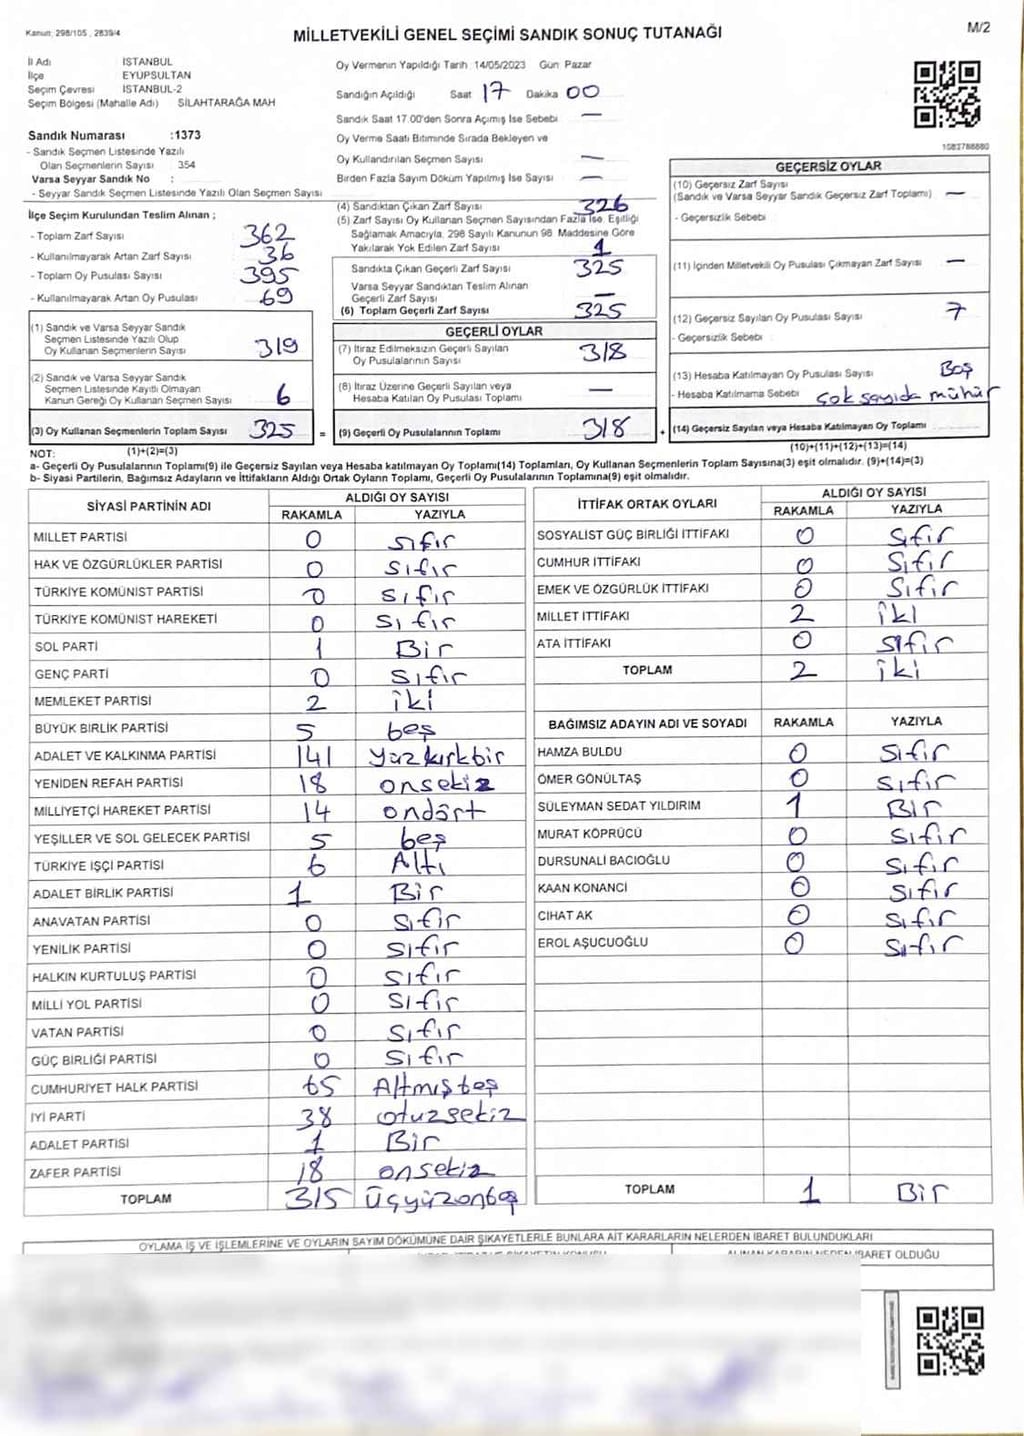 Kanun; 298/105 , 2839/4
MİLLETVEKİLİ GENEL SEÇİMİ SANDIK SONUÇ TUTANAĞI
M/2
İl Adı : İSTANBUL
İlçe : EYÜPSULTAN
Seçim Çevresi : İSTANBUL-2
Seçim Bölgesi (Mahalle Adı) : SİLAHTARAĞA MAH
Sandık Numarası :1373
- Sandık Seçmen Listesinde Yazılı
Olan Seçmenlerin Sayısı : 354
Varsa Seyyar Sandık No :
- Seyyar Sandık Seçmen Listesinde Yazılı Olan Seçmen Sayısı :
Oy Vermenin Yapıldığı Tarih :14/05/2023 Gün: Pazar
Sandığın Açıldığı Saat 17 Dakika 00
Sandık Saat 17.00'den Sonra Açımış İse Sebebi —
Oy Verme Saati Bitiminde Sırada Bekleyen ve
Oy Kullandırılan Seçmen Sayısı —
Birden Fazla Sayım Döküm Yapılmış İse Sayısı —
1082788880
İlçe Seçim Kurulundan Teslim Alınan ;
- Toplam Zarf Sayısı 362
- Kullanılmayarak Artan Zarf Sayısı 36
- Toplam Oy Pusulası Sayısı 395
- Kullanılmayarak Artan Oy Pusulası 69
(4) Sandıktan Çıkan Zarf Sayısı 326
(5) Zarf Sayısı Oy Kullanan Seçmen Sayısından Fazla İse, Eşitliği
Sağlamak Amacıyla, 298 Sayılı Kanunun 98. Maddesine Göre
Yakılarak Yok Edilen Zarf Sayısı 1
Sandıkta Çıkan Geçerli Zarf Sayısı 325
Varsa Seyyar Sandıktan Teslim Alınan
Geçerli Zarf Sayısı —
(6) Toplam Geçerli Zarf Sayısı 325
GEÇERSİZ OYLAR
(10) Geçersiz Zarf Sayısı
(Sandık ve Varsa Seyyar Sandık Geçersiz Zarf Toplamı) —
- Geçersizlik Sebebi :
(11) İçinden Milletvekili Oy Pusulası Çıkmayan Zarf Sayısı —
(12) Geçersiz Sayılan Oy Pusulası Sayısı 7
- Geçersizlik Sebebi :
(13) Hesaba Katılmayan Oy Pusulası Sayısı Boş
- Hesaba Katılmama Sebebi : çok sayıda mühür
(14) Geçersiz Sayılan veya Hesaba Katılmayan Oy Toplamı
(10)+(11)+(12)+(13)=(14)
(1) Sandık ve Varsa Seyyar Sandık
Seçmen Listesinde Yazılı Olup
Oy Kullanan Seçmenlerin Sayısı 319
(2) Sandık ve Varsa Seyyar Sandık
Seçmen Listesinde Kayıtlı Olmayan
Kanun Gereği Oy Kullanan Seçmen Sayısı 6
(3) Oy Kullanan Seçmenlerin Toplam Sayısı 325 =
(1)+(2)=(3)
GEÇERLİ OYLAR
(7) İtiraz Edilmeksizin Geçerli Sayılan
Oy Pusulalarının Sayısı 318
(8) İtiraz Üzerine Geçerli Sayılan veya
Hesaba Katılan Oy Pusulası Toplamı —
(9) Geçerli Oy Pusulalarının Toplamı 318 +
NOT:
a- Geçerli Oy Pusulalarının Toplamı(9) ile Geçersiz Sayılan veya Hesaba katılmayan Oy Toplamı(14) Toplamları, Oy Kullanan Seçmenlerin Toplam Sayısına(3) eşit olmalıdır. (9)+(14)=(3)
b- Siyasi Partilerin, Bağımsız Adayların ve İttifakların Aldığı Ortak Oyların Toplamı, Geçerli Oy Pusulalarının Toplamına(9) eşit olmalıdır.
SİYASİ PARTİNİN ADI ALDIĞI OY SAYISI
RAKAMLA YAZIYLA
MİLLET PARTİSİ 0 sıfır
HAK VE ÖZGÜRLÜKLER PARTİSİ 0 sıfır
TÜRKİYE KOMÜNİST PARTİSİ 0 sıfır
TÜRKİYE KOMÜNİST HAREKETİ 0 sıfır
SOL PARTİ 1 Bir
GENÇ PARTİ 0 sıfır
MEMLEKET PARTİSİ 2 iki
BÜYÜK BİRLİK PARTİSİ 5 beş
ADALET VE KALKINMA PARTİSİ 141 yüzkırkbir
YENİDEN REFAH PARTİSİ 18 onsekiz
MİLLİYETÇİ HAREKET PARTİSİ 14 ondört
YEŞİLLER VE SOL GELECEK PARTİSİ 5 beş
TÜRKİYE İŞÇİ PARTİSİ 6 Altı
ADALET BİRLİK PARTİSİ 1 Bir
ANAVATAN PARTİSİ 0 sıfır
YENİLİK PARTİSİ 0 sıfır
HALKIN KURTULUŞ PARTİSİ 0 sıfır
MİLLİ YOL PARTİSİ 0 sıfır
VATAN PARTİSİ 0 sıfır
GÜÇ BİRLİĞİ PARTİSİ 0 sıfır
CUMHURİYET HALK PARTİSİ 65 Altmışbeş
İYİ PARTİ 38 otuzsekiz
ADALET PARTİSİ 1 Bir
ZAFER PARTİSİ 18 onsekiz
TOPLAM 315 Üçyüzonbeş
İTTİFAK ORTAK OYLARI ALDIĞI OY SAYISI
RAKAMLA YAZIYLA
SOSYALİST GÜÇ BİRLİĞİ İTTİFAKI 0 Sıfır
CUMHUR İTTİFAKI 0 Sıfır
EMEK VE ÖZGÜRLÜK İTTİFAKI 0 Sıfır
MİLLET İTTİFAKI 2 iki
ATA İTTİFAKI 0 sıfır
TOPLAM 2 iki
BAĞIMSIZ ADAYIN ADI VE SOYADI RAKAMLA YAZIYLA
HAMZA BULDU 0 sıfır
ÖMER GÖNÜLTAŞ 0 sıfır
SÜLEYMAN SEDAT YILDIRIM 1 BİR
MURAT KÖPRÜCÜ 0 sıfır
DURSUNALİ BACIOĞLU 0 sıfır
KAAN KONANCİ 0 sıfır
CİHAT AK 0 sıfır
EROL AŞUCUOĞLU 0 sıfır
TOPLAM 1 Bir
OYLAMA İŞ VE İŞLEMLERİNE VE OYLARIN SAYIM DÖKÜMÜNE DAİR ŞİKAYETLERLE BUNLARA AİT KARARLARIN NELERDEN İBARET BULUNDUKLARI
ALINAN KARARIN NEDEN İBARET OLDUĞU